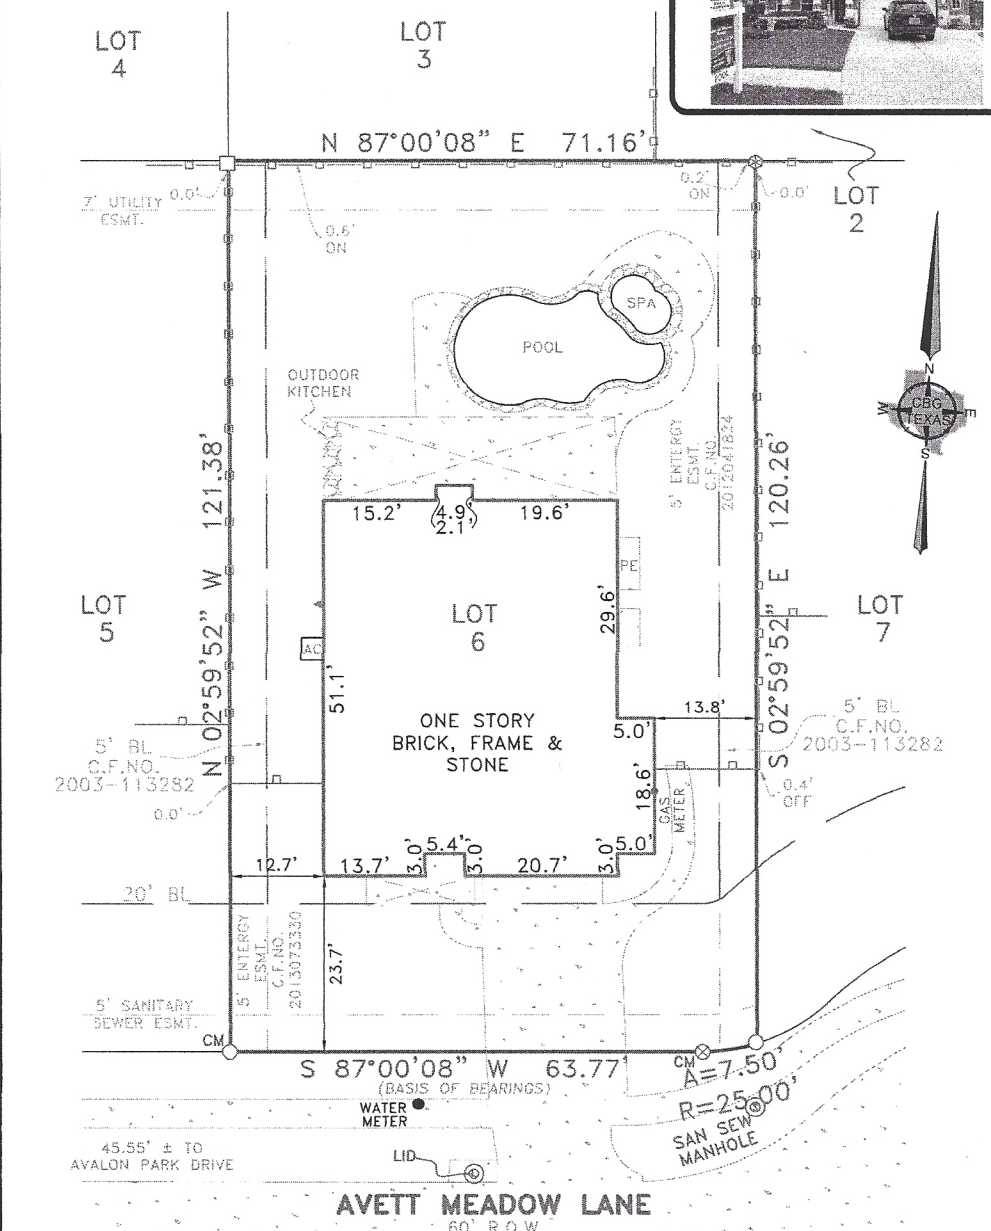 LOT
4
LOT
3
N 87°00'08" E 71.16'
0.0'
0.2'
ON
0.0'
LOT
2
7' UTILITY
ESMT.
0.6'
ON
SPA
POOL
OUTDOOR
KITCHEN
N
W
CBG
TEXAS
E
S
5' ENTERGY
ESMT.
C.F.NO.
2012041824
N 02°59'52" W 121.38'
S 02°59'52" E 120.26'
15.2'
4.9'
2.1'
19.6'
PE
29.6'
LOT
5
LOT
6
LOT
7
AC
51.1'
ONE STORY
BRICK, FRAME &
STONE
13.8'
5.0'
5' BL
C.F.NO.
2003-113282
5' BL
C.F.NO.
2003-113282
0.0'
18.6'
GAS
METER
0.4'
OFF
12.7'
13.7'
3.0'
5.4'
3.0'
20.7'
3.0'
5.0'
20' BL
5' ENTERGY
ESMT.
C.F.NO.
2013073330
23.7'
5' SANITARY
SEWER ESMT.
CM
S 87°00'08" W 63.77'
(BASIS OF BEARINGS)
CM
A=7.50'
R=25.00'
WATER
METER
SAN SEW
MANHOLE
45.55' ± TO
AVALON PARK DRIVE
LID
AVETT MEADOW LANE
60' R.O.W.